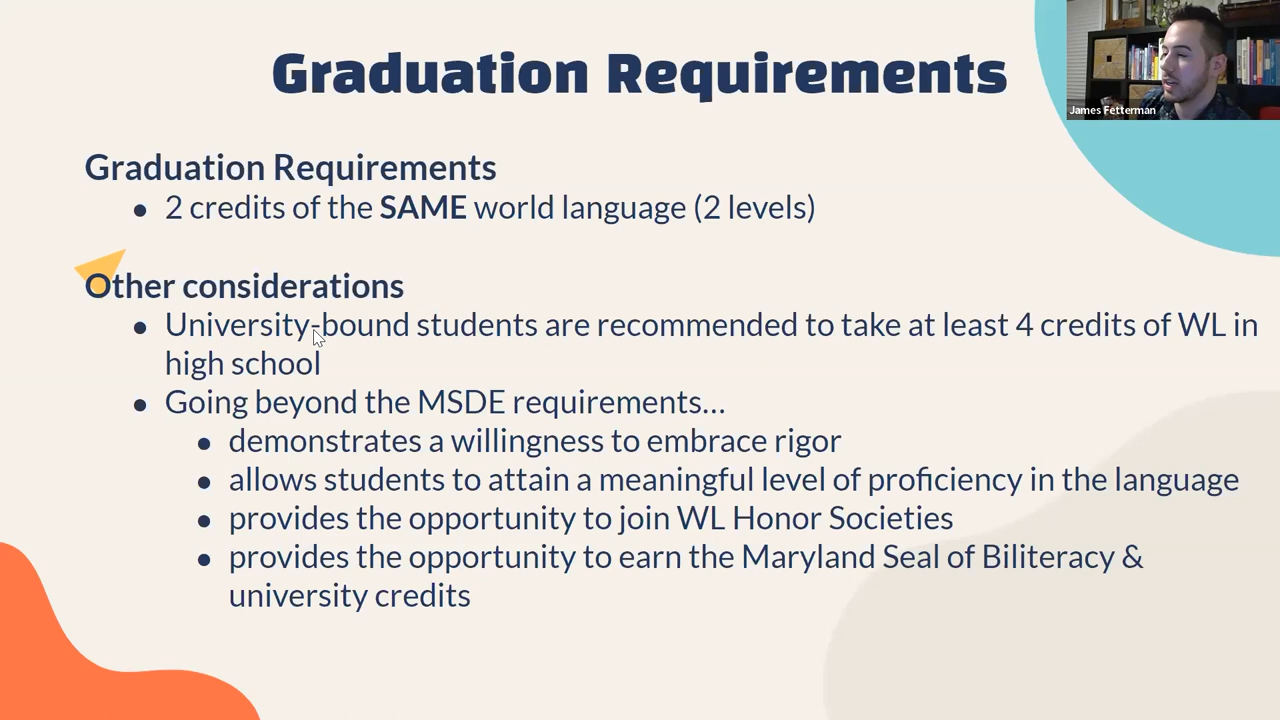 Graduation Requirements
James Fetterman
Graduation Requirements
● 2 credits of the SAME world language (2 levels)
Other considerations
● University-bound students are recommended to take at least 4 credits of WL in
high school
● Going beyond the MSDE requirements...
● demonstrates a willingness to embrace rigor
● allows students to attain a meaningful level of proficiency in the language
● provides the opportunity to join WL Honor Societies
● provides the opportunity to earn the Maryland Seal of Biliteracy &
university credits